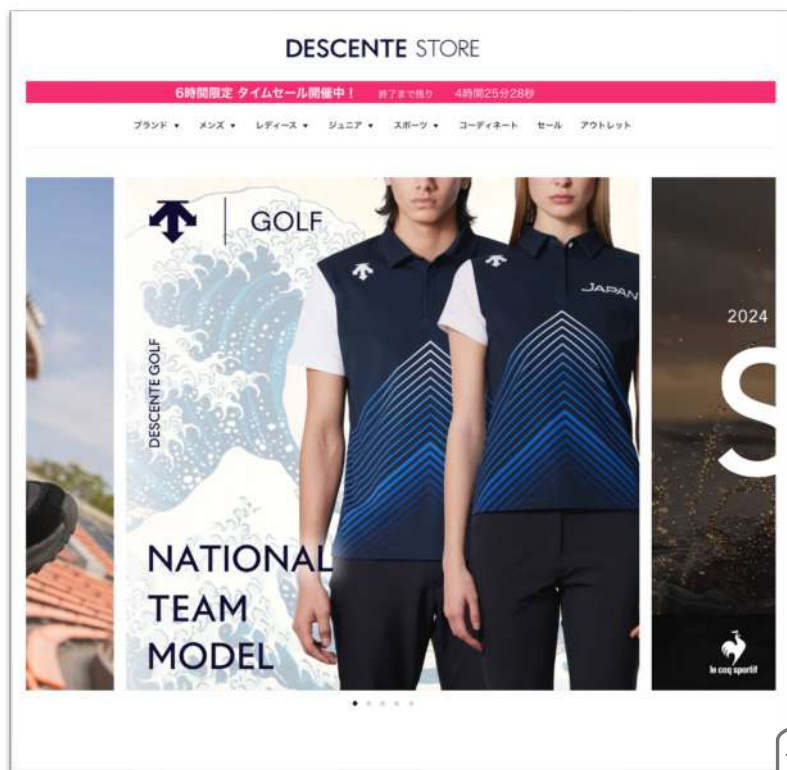 DESCENTE STORE
6時間限定 タイムセール開催中！ 終了まで残り 4時間25分28秒
ブランド ▼ メンズ ▼ レディース ▼ ジュニア ▼ スポーツ ▼ コーディネート セール アウトレット
GOLF
JAPAN
DESCENTE GOLF
NATIONAL
TEAM
MODEL
2024
S
le coq sportif